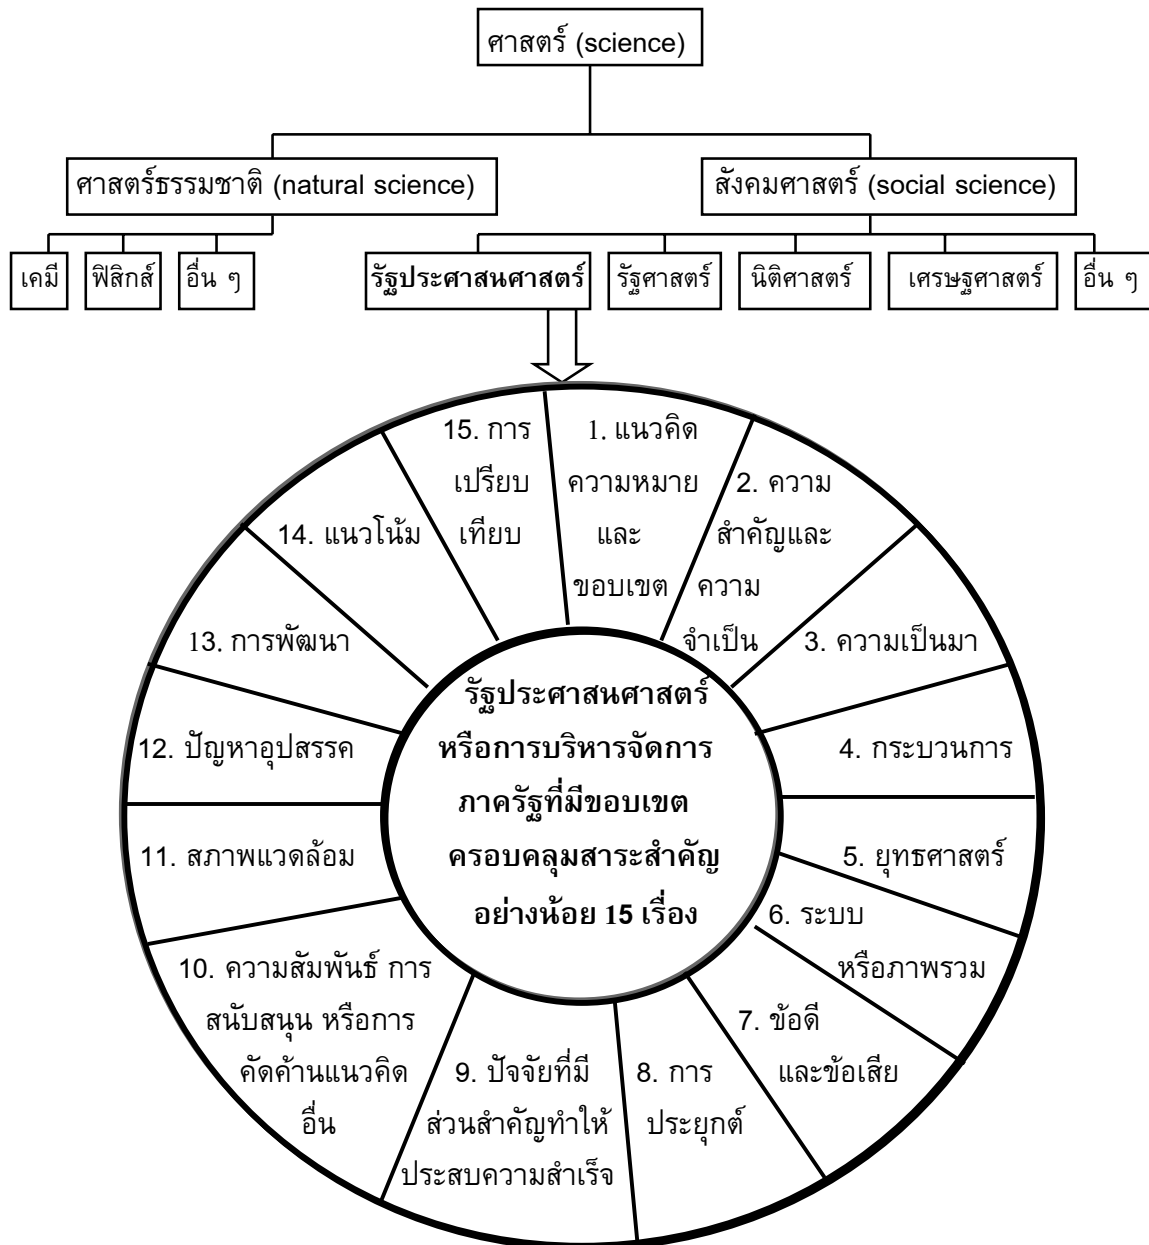 ศาสตร์ (science)
ศาสตร์ธรรมชาติ (natural science)
สังคมศาสตร์ (social science)
เคมี
ฟิสิกส์
อื่น ๆ
รัฐประศาสนศาสตร์
รัฐศาสตร์
นิติศาสตร์
เศรษฐศาสตร์
อื่น ๆ
1. แนวคิด
ความหมาย
และ
ขอบเขต
2. ความ
สำคัญและ
ความ
จำเป็น
3. ความเป็นมา
4. กระบวนการ
5. ยุทธศาสตร์
6. ระบบ
หรือภาพรวม
7. ข้อดี
และข้อเสีย
8. การ
ประยุกต์
9. ปัจจัยที่มี
ส่วนสำคัญทำให้
ประสบความสำเร็จ
10. ความสัมพันธ์ การ
สนับสนุน หรือการ
คัดค้านแนวคิด
อื่น
11. สภาพแวดล้อม
12. ปัญหาอุปสรรค
13. การพัฒนา
14. แนวโน้ม
15. การ
เปรียบ
เทียบ
รัฐประศาสนศาสตร์
หรือการบริหารจัดการ
ภาครัฐที่มีขอบเขต
ครอบคลุมสาระสำคัญ
อย่างน้อย 15 เรื่อง